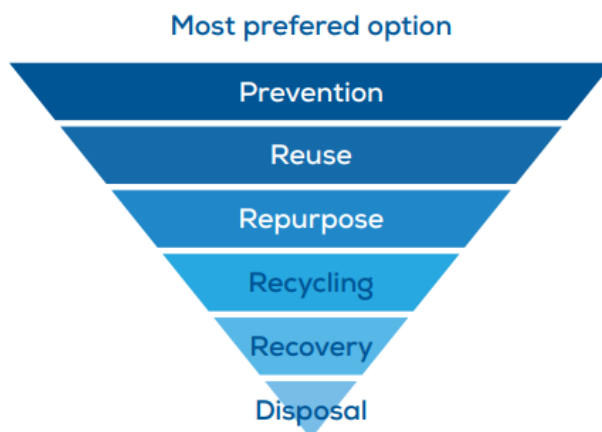 Most prefered option
Prevention
Reuse
Repurpose
Recycling
Recovery
Disposal